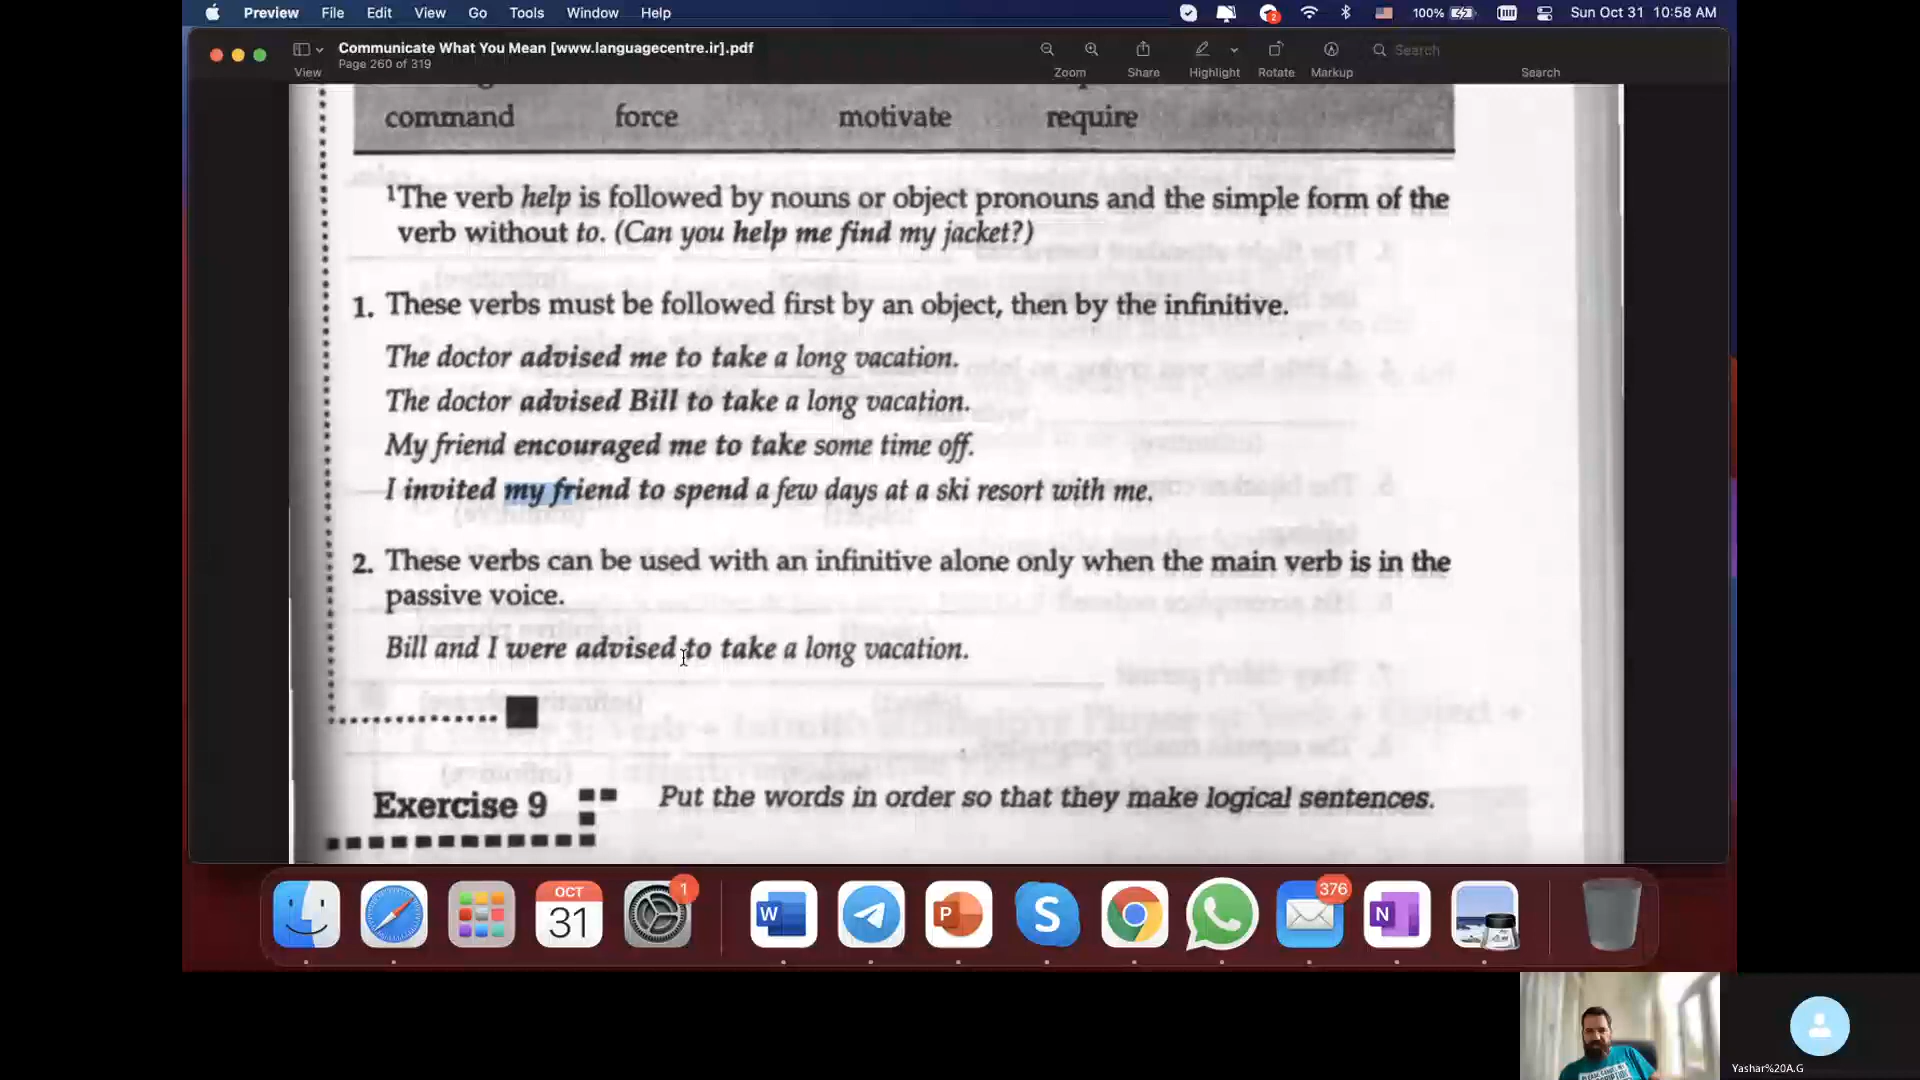 Preview File Edit View Go Tools Window Help 2 100% Sun Oct 31 10:58 AM
Communicate What You Mean [www.languagecentre.ir].pdf
Page 260 of 319
View Zoom Share Highlight Rotate Markup Search
Search
command force motivate require
¹The verb help is followed by nouns or object pronouns and the simple form of the
verb without to. (Can you help me find my jacket?)
1. These verbs must be followed first by an object, then by the infinitive.
The doctor advised me to take a long vacation.
The doctor advised Bill to take a long vacation.
My friend encouraged me to take some time off.
I invited my friend to spend a few days at a ski resort with me.
2. These verbs can be used with an infinitive alone only when the main verb is in the
passive voice.
Bill and I were advised to take a long vacation.
Exercise 9 Put the words in order so that they make logical sentences.
OCT
31
1
W
P
S
376
N
Yashar%20A.G